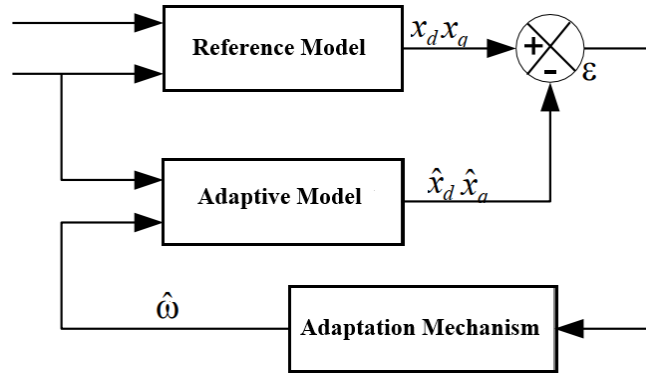 Reference Model
x_d x_q
+
-
ε
Adaptive Model
x̂_d x̂_q
ω̂
Adaptation Mechanism